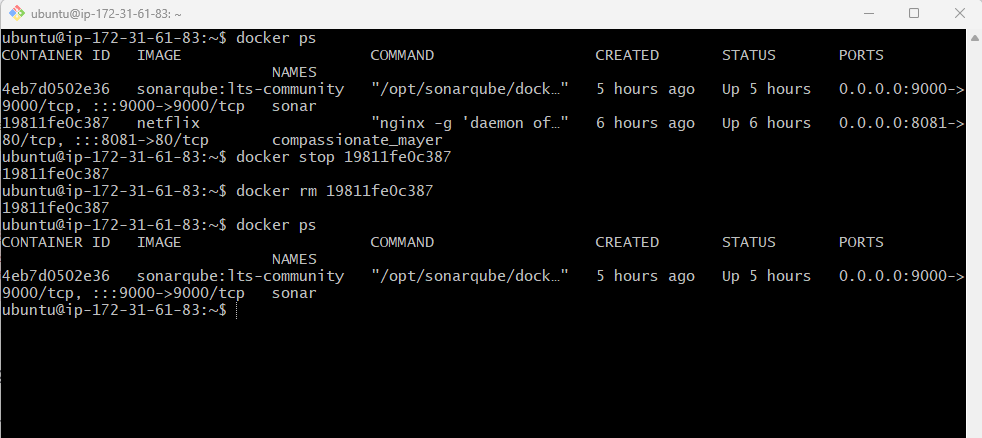 ubuntu@ip-172-31-61-83: ~
ubuntu@ip-172-31-61-83:~$ docker ps
CONTAINER ID   IMAGE                     COMMAND                  CREATED       STATUS       PORTS
                              NAMES
4eb7d0502e36   sonarqube:lts-community   "/opt/sonarqube/dock…"   5 hours ago   Up 5 hours   0.0.0.0:9000->
9000/tcp, :::9000->9000/tcp   sonar
19811fe0c387   netflix                   "nginx -g 'daemon of…"   6 hours ago   Up 6 hours   0.0.0.0:8081->
80/tcp, :::8081->80/tcp       compassionate_mayer
ubuntu@ip-172-31-61-83:~$ docker stop 19811fe0c387
19811fe0c387
ubuntu@ip-172-31-61-83:~$ docker rm 19811fe0c387
19811fe0c387
ubuntu@ip-172-31-61-83:~$ docker ps
CONTAINER ID   IMAGE                     COMMAND                  CREATED       STATUS       PORTS
                              NAMES
4eb7d0502e36   sonarqube:lts-community   "/opt/sonarqube/dock…"   5 hours ago   Up 5 hours   0.0.0.0:9000->
9000/tcp, :::9000->9000/tcp   sonar
ubuntu@ip-172-31-61-83:~$